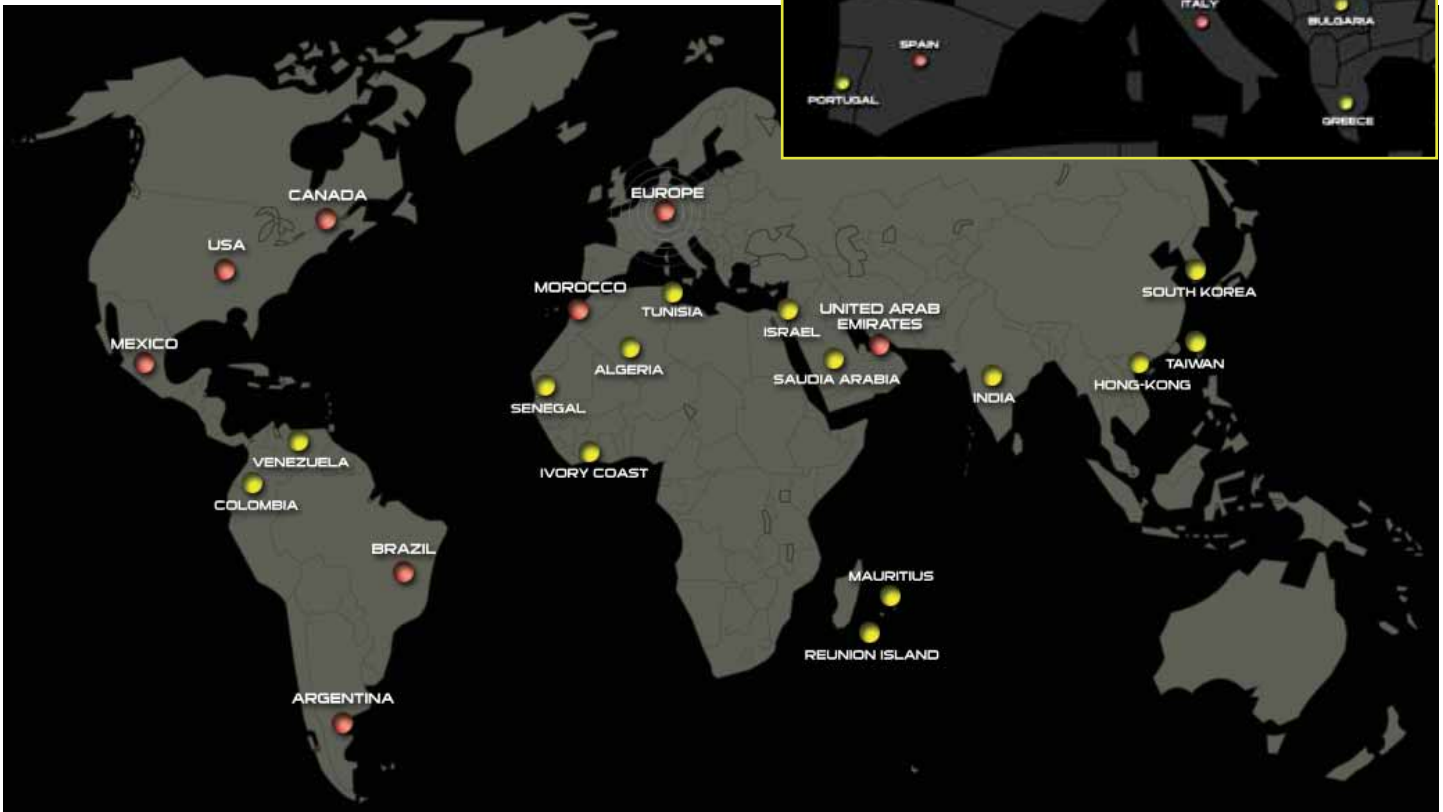 ITALY
BULGARIA
SPAIN
PORTUGAL
GREECE
CANADA
EUROPE
USA
MOROCCO
TUNISIA
ISRAEL
UNITED ARAB
EMIRATES
SOUTH KOREA
MEXICO
ALGERIA
SAUDIA ARABIA
TAIWAN
HONG-KONG
INDIA
SENEGAL
VENEZUELA
IVORY COAST
COLOMBIA
BRAZIL
MAURITIUS
REUNION ISLAND
ARGENTINA